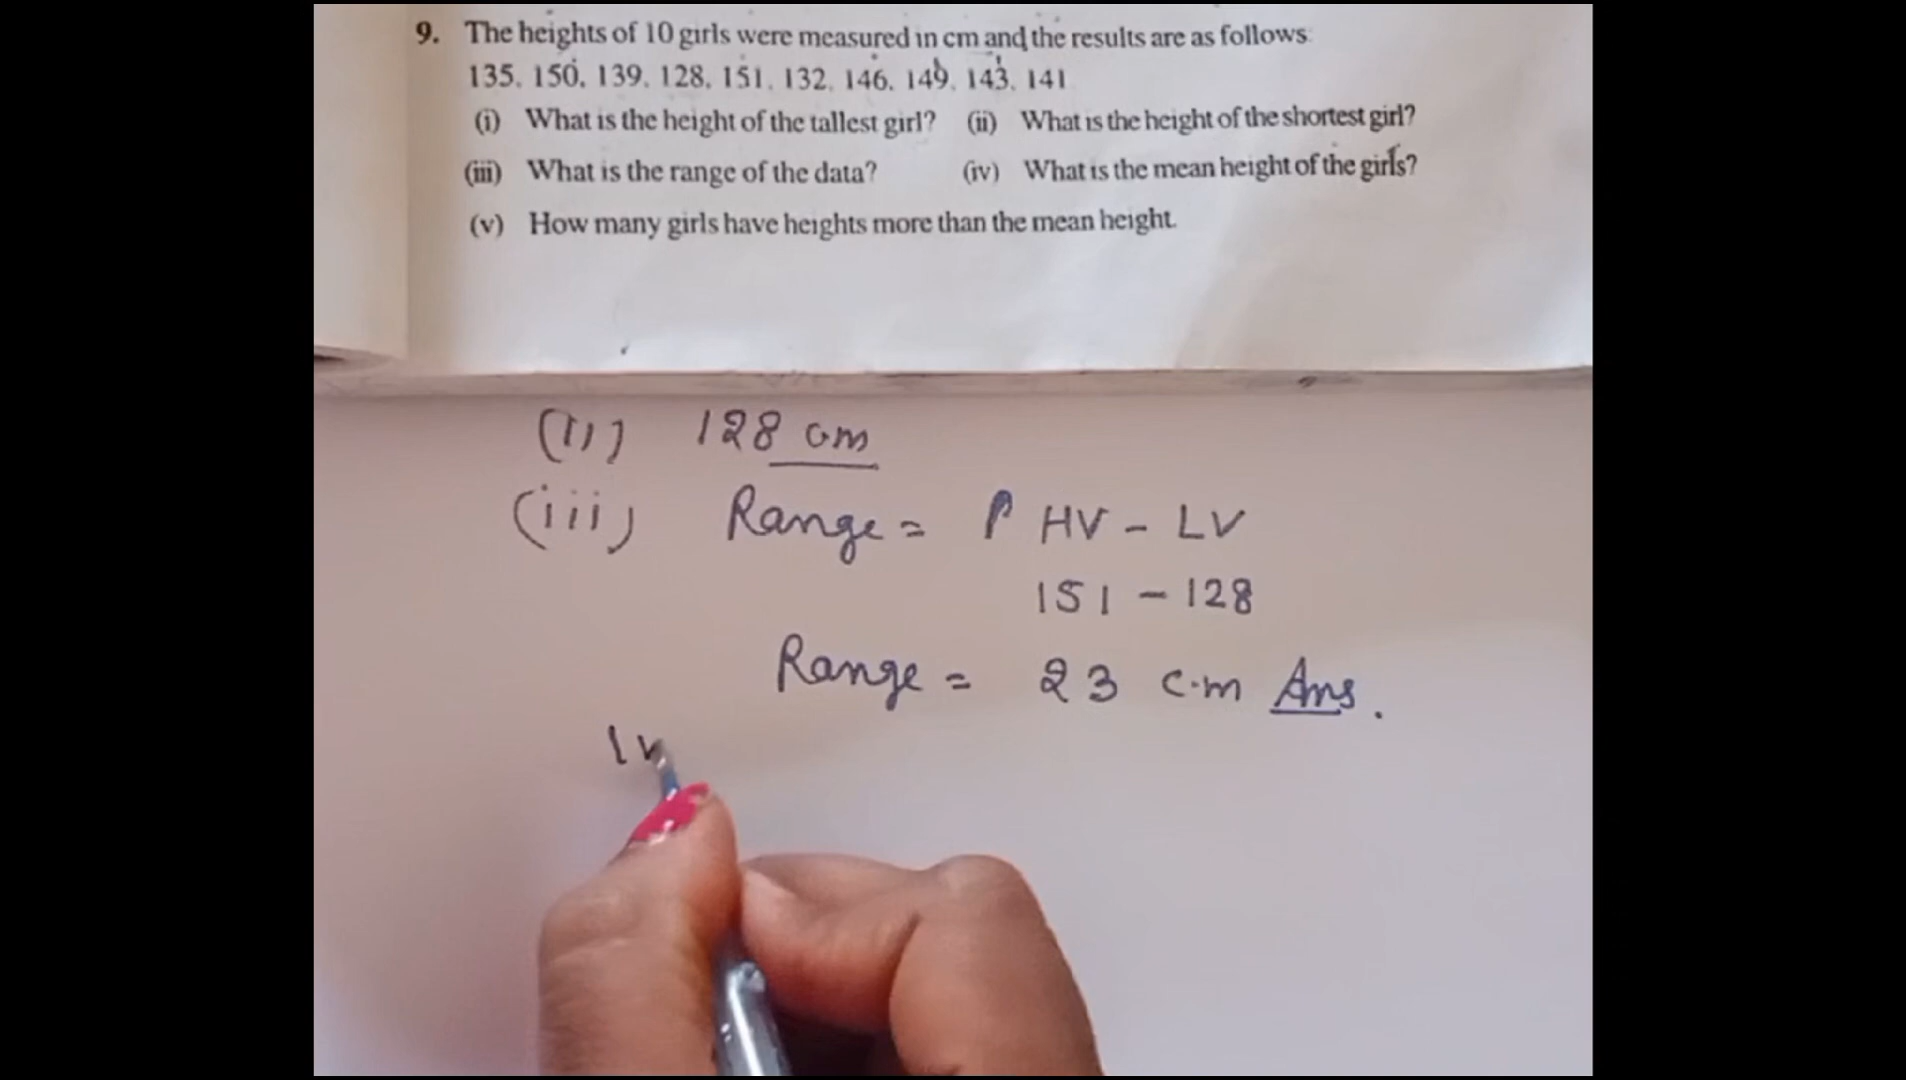 9. The heights of 10 girls were measured in cm and the results are as follows:
135, 150, 139, 128, 151, 132, 146, 149, 143, 141
(i) What is the height of the tallest girl? (ii) What is the height of the shortest girl?
(iii) What is the range of the data? (iv) What is the mean height of the girls?
(v) How many girls have heights more than the mean height.
(ii) 128 cm
(iii) Range = HV - LV
151 - 128
Range = 23 c.m Ans.
iv